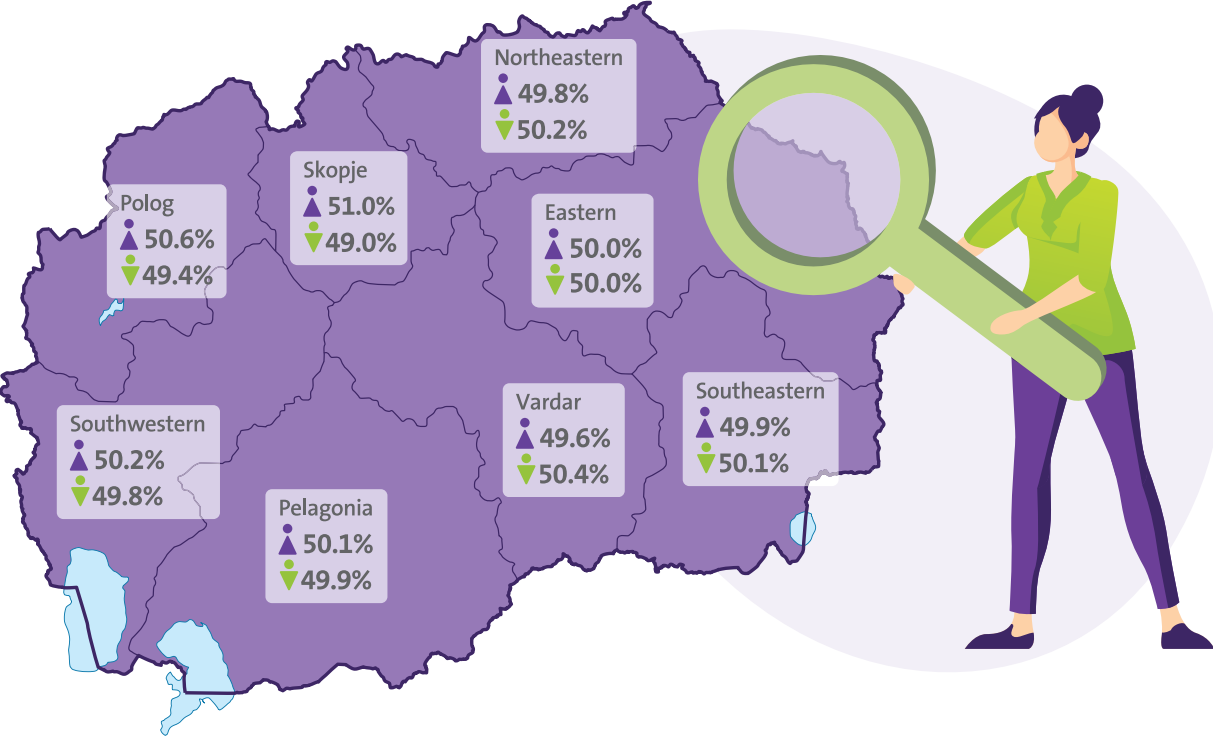 Northeastern
49.8%
50.2%
Skopje
51.0%
49.0%
Polog
50.6%
49.4%
Eastern
50.0%
50.0%
Southeastern
49.9%
50.1%
Vardar
49.6%
50.4%
Southwestern
50.2%
49.8%
Pelagonia
50.1%
49.9%